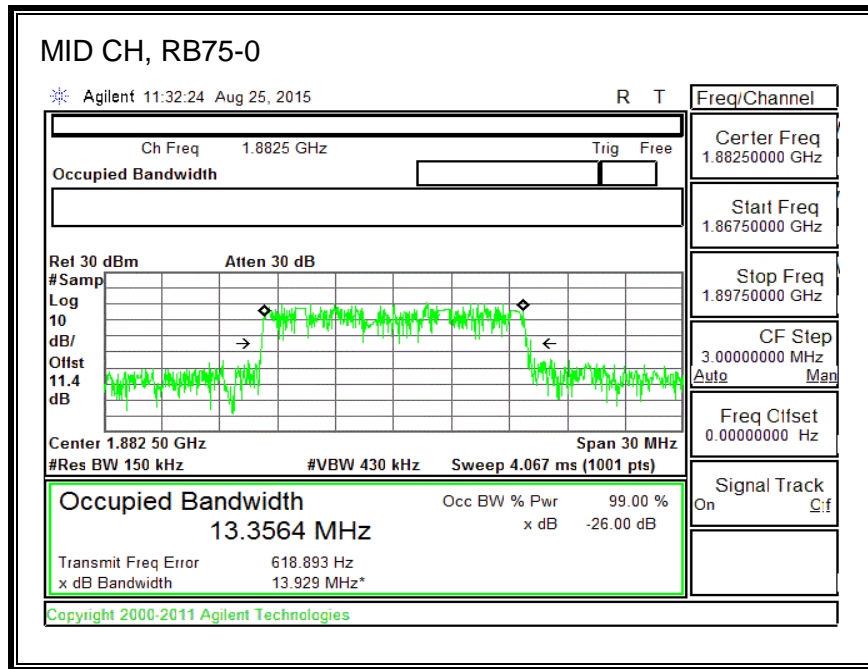 MID CH, RB75-0
Agilent 11:32:24 Aug 25, 2015 R T
Freq/Channel
Ch Freq 1.8825 GHz Trig Free
Occupied Bandwidth
Center Freq
1.88250000 GHz
Start Freq
1.86750000 GHz
Stop Freq
1.89750000 GHz
CF Step
3.00000000 MHz
Auto Man
Freq Offset
0.00000000 Hz
Signal Track
On Off
Ref 30 dBm Atten 30 dB
#Samp
Log
10
dB/
Offst
11.4
dB
Center 1.882 50 GHz Span 30 MHz
#Res BW 150 kHz #VBW 430 kHz Sweep 4.067 ms (1001 pts)
Occupied Bandwidth Occ BW % Pwr 99.00 %
13.3564 MHz x dB -26.00 dB
Transmit Freq Error 618.893 Hz
x dB Bandwidth 13.929 MHz*
Copyright 2000-2011 Agilent Technologies